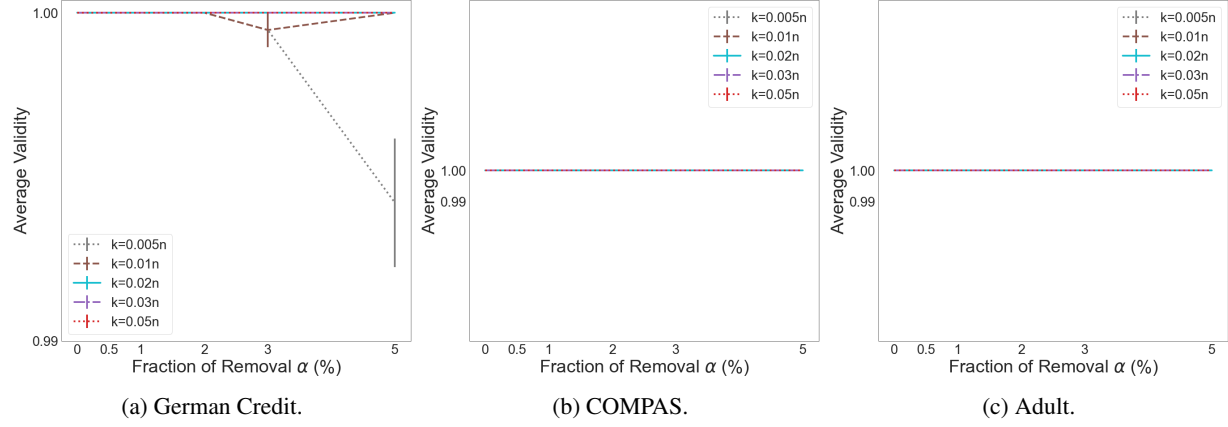 1.00
0.99
Average Validity
k=0.005n
k=0.01n
k=0.02n
k=0.03n
k=0.05n
0 0.5 1 2 3 5
Fraction of Removal α (%)
(a) German Credit.
k=0.005n
k=0.01n
k=0.02n
k=0.03n
k=0.05n
1.00
0.99
Average Validity
0 0.5 1 2 3 5
Fraction of Removal α (%)
(b) COMPAS.
k=0.005n
k=0.01n
k=0.02n
k=0.03n
k=0.05n
1.00
0.99
Average Validity
0 0.5 1 2 3 5
Fraction of Removal α (%)
(c) Adult.